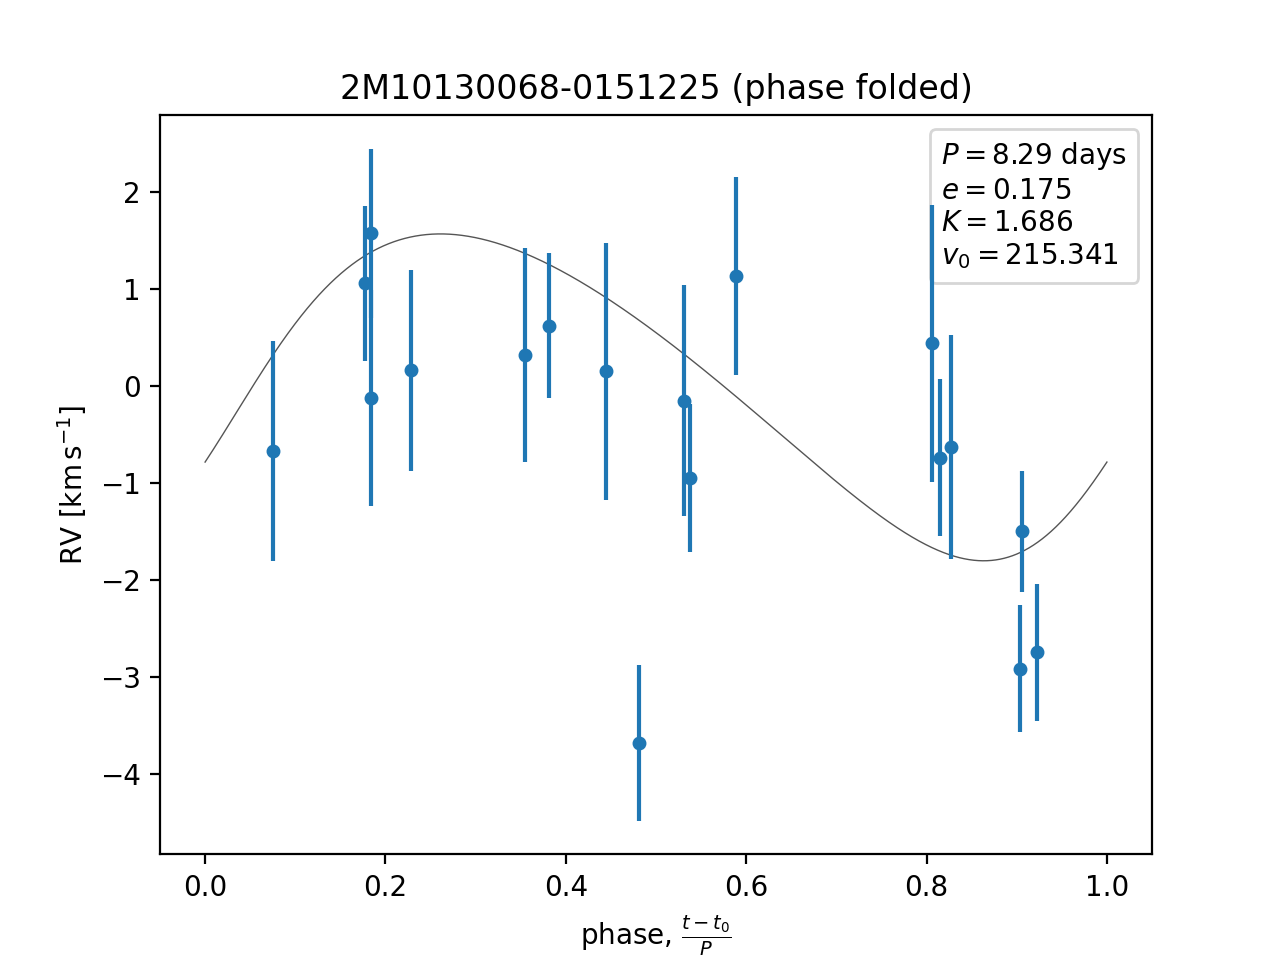 2M10130068-0151225 (phase folded)
P = 8.29 days
e = 0.175
K = 1.686
v₀ = 215.341
RV [km s⁻¹]
2
1
0
−1
−2
−3
−4
0.0 0.2 0.4 0.6 0.8 1.0
phase, (t − t₀)/P